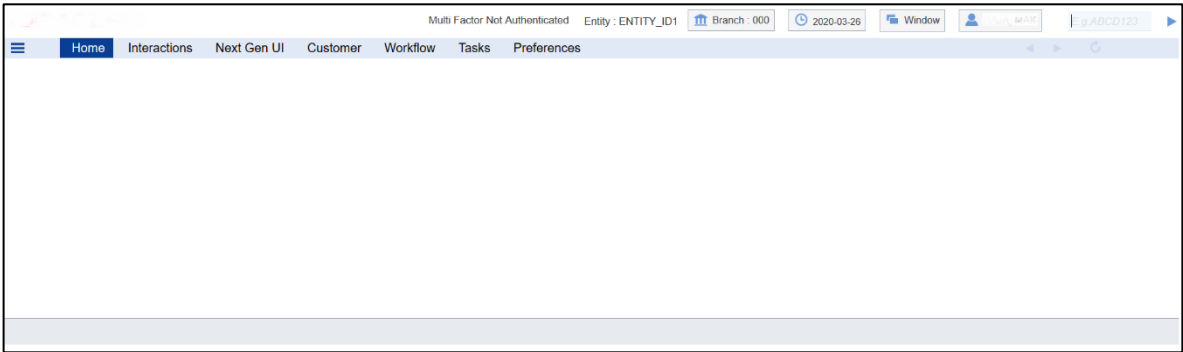 Multi Factor Not Authenticated Entity : ENTITY_ID1 Branch : 000 2020-03-26 Window E.g.ABCD123
Home Interactions Next Gen UI Customer Workflow Tasks Preferences